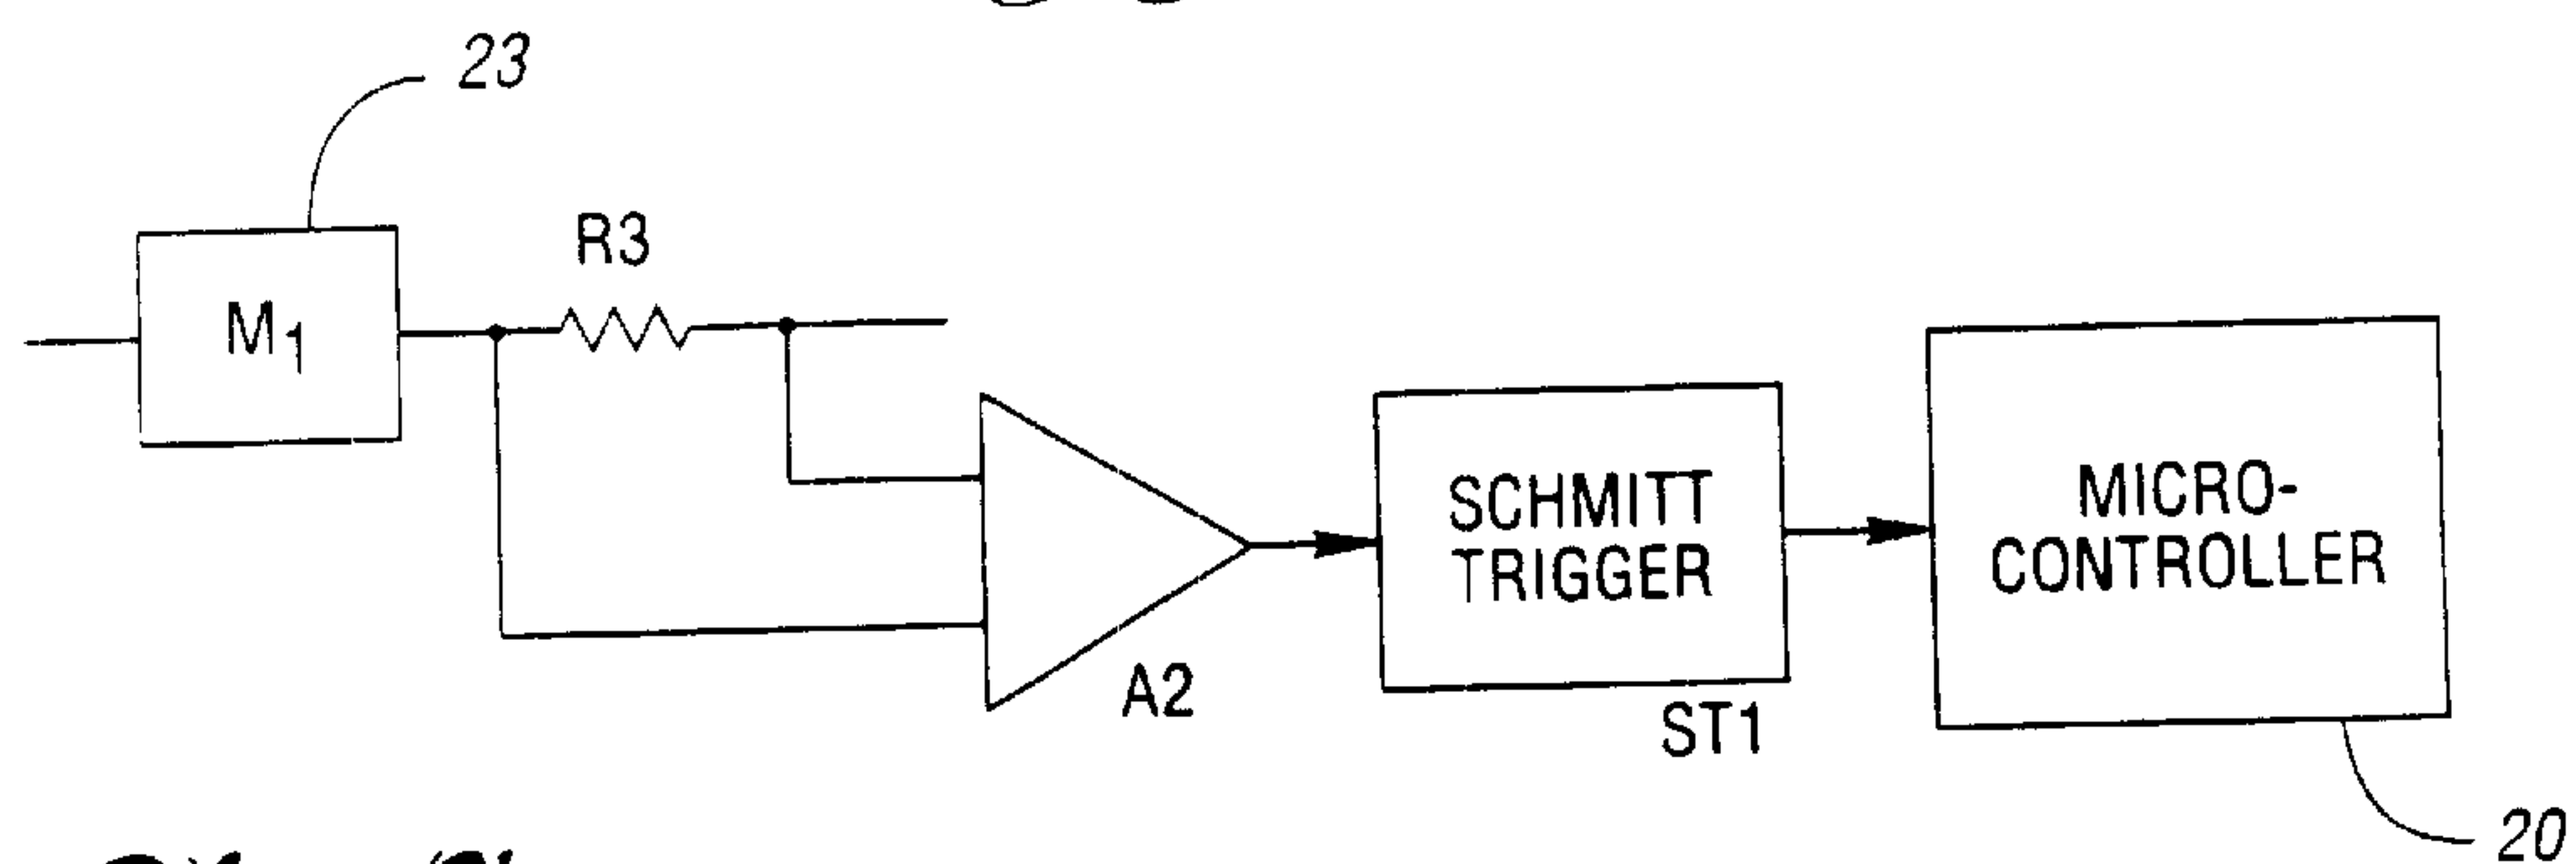 23
R3
M1
SCHMITT
TRIGGER
MICRO-
CONTROLLER
A2
ST1
20